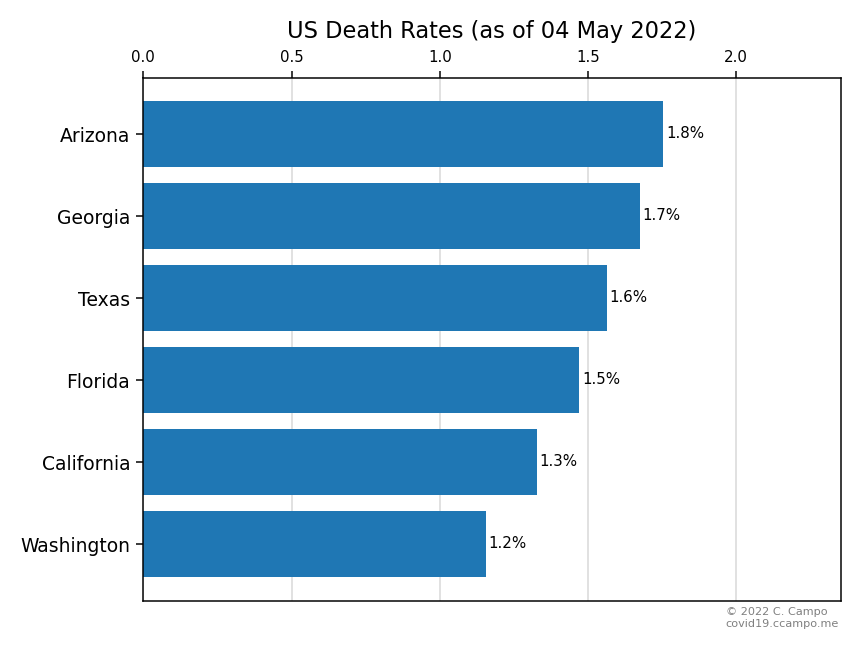 US Death Rates (as of 04 May 2022)
0.0 0.5 1.0 1.5 2.0
Arizona 1.8%
Georgia 1.7%
Texas 1.6%
Florida 1.5%
California 1.3%
Washington 1.2%
© 2022 C. Campo
covid19.ccampo.me